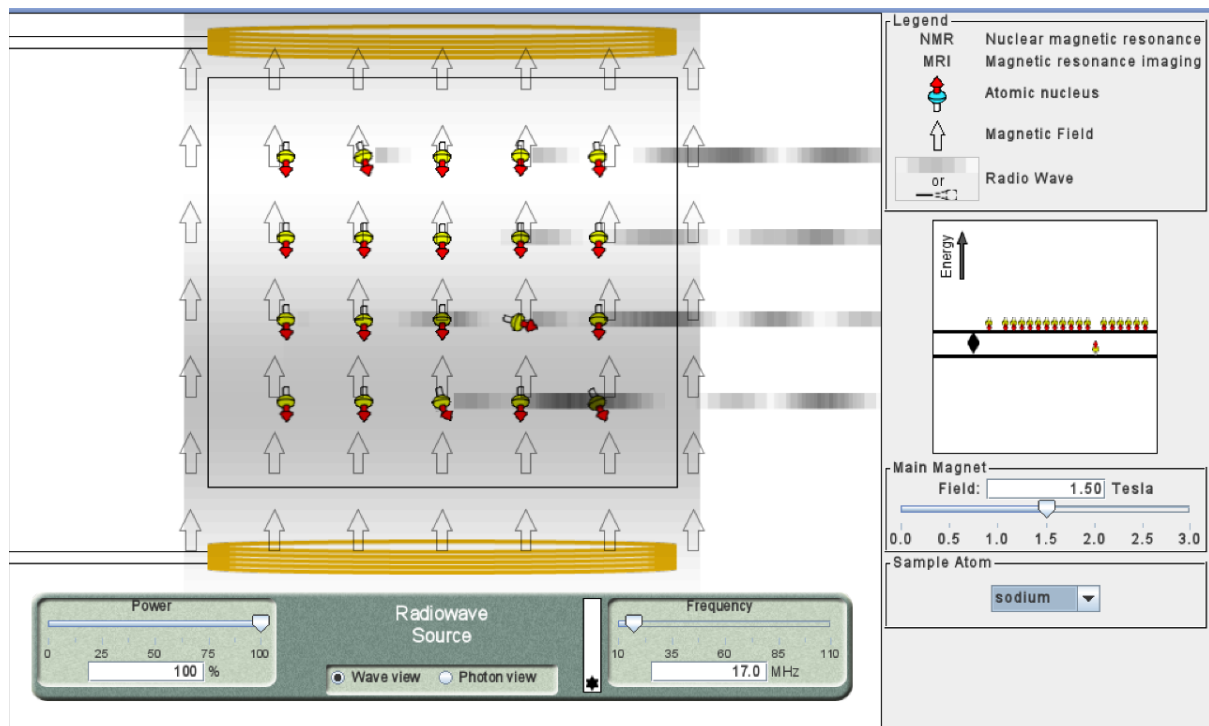 Legend
NMR Nuclear magnetic resonance
MRI Magnetic resonance imaging
Atomic nucleus
Magnetic Field
or
Radio Wave
Energy
Main Magnet
Field: 1.50 Tesla
0.0 0.5 1.0 1.5 2.0 2.5 3.0
Sample Atom
sodium
Power
0 25 50 75 100
100 %
Radiowave
Source
Wave view Photon view
Frequency
10 35 60 85 110
17.0 MHz